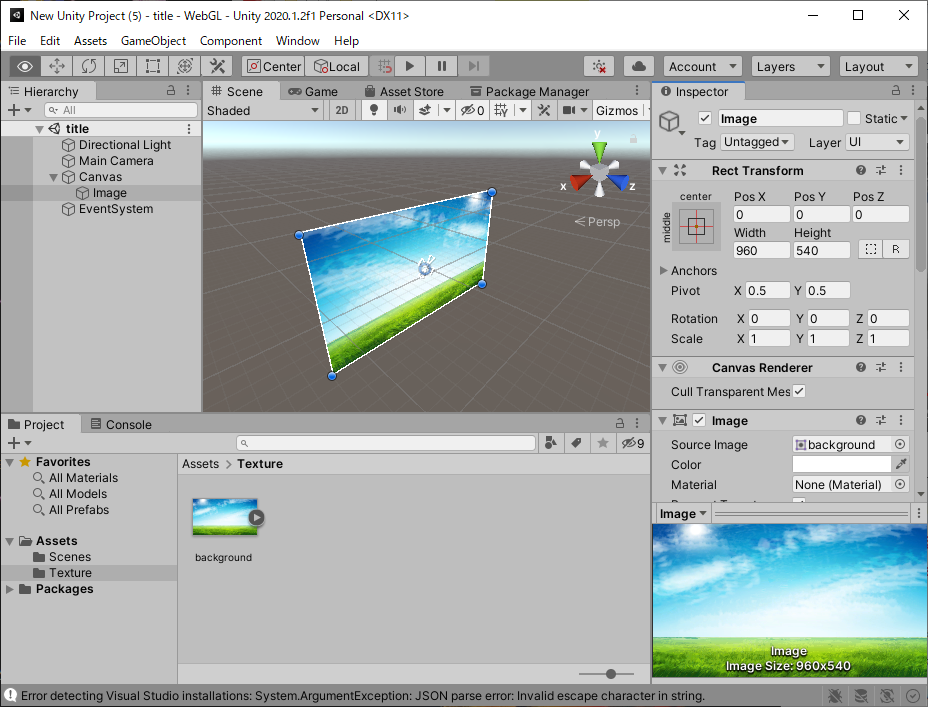 New Unity Project (5) - title - WebGL - Unity 2020.1.2f1 Personal <DX11>
File Edit Assets GameObject Component Window Help
Center Local Account Layers Layout
Hierarchy
All
title
Directional Light
Main Camera
Canvas
Image
EventSystem
Scene Game Asset Store Package Manager
Shaded 2D 0 Gizmos
y
x z
Persp
Inspector
Image Static
Tag Untagged Layer UI
Rect Transform
center
middle
Pos X Pos Y Pos Z
0 0 0
Width Height
960 540 R
Anchors
Pivot X 0.5 Y 0.5
Rotation X 0 Y 0 Z 0
Scale X 1 Y 1 Z 1
Canvas Renderer
Cull Transparent Mes
Image
Source Image background
Color
Material None (Material)
Image
Image
Image Size: 960x540
Project Console
9
Favorites
All Materials
All Models
All Prefabs
Assets
Scenes
Texture
Packages
Assets > Texture
background
Error detecting Visual Studio installations: System.ArgumentException: JSON parse error: Invalid escape character in string.